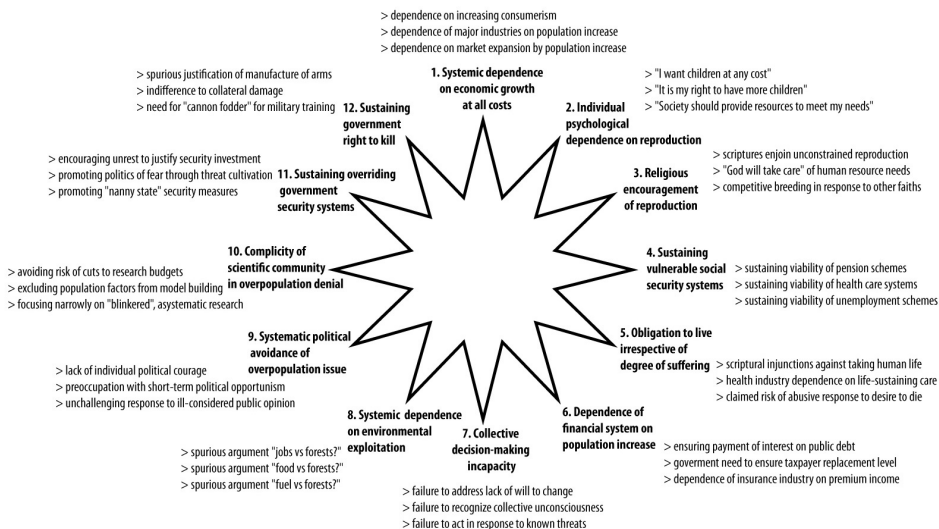 > dependence on increasing consumerism
> dependence of major industries on population increase
> dependence on market expansion by population increase
1. Systemic dependence
on economic growth
at all costs
> "I want children at any cost"
> "It is my right to have more children"
> "Society should provide resources to meet my needs"
2. Individual
psychological
dependence on reproduction
> scriptures enjoin unconstrained reproduction
> "God will take care" of human resource needs
> competitive breeding in response to other faiths
3. Religious
encouragement
of reproduction
4. Sustaining
vulnerable social
security systems
> sustaining viability of pension schemes
> sustaining viability of health care systems
> sustaining viability of unemployment schemes
5. Obligation to live
irrespective of
degree of suffering
> scriptural injunctions against taking human life
> health industry dependence on life-sustaining care
> claimed risk of abusive response to desire to die
6. Dependence of
financial system on
population increase
> ensuring payment of interest on public debt
> goverment need to ensure taxpayer replacement level
> dependence of insurance industry on premium income
7. Collective
decision-making
incapacity
> failure to address lack of will to change
> failure to recognize collective unconsciousness
> failure to act in response to known threats
8. Systemic dependence
on environmental
exploitation
> spurious argument "jobs vs forests?"
> spurious argument "food vs forests?"
> spurious argument "fuel vs forests?"
9. Systematic political
avoidance of
overpopulation issue
> lack of individual political courage
> preoccupation with short-term political opportunism
> unchallenging response to ill-considered public opinion
10. Complicity of
scientific community
in overpopulation denial
> avoiding risk of cuts to research budgets
> excluding population factors from model building
> focusing narrowly on "blinkered", asystematic research
11. Sustaining overriding
government
security systems
> encouraging unrest to justify security investment
> promoting politics of fear through threat cultivation
> promoting "nanny state" security measures
12. Sustaining
government
right to kill
> spurious justification of manufacture of arms
> indifference to collateral damage
> need for "cannon fodder" for military training